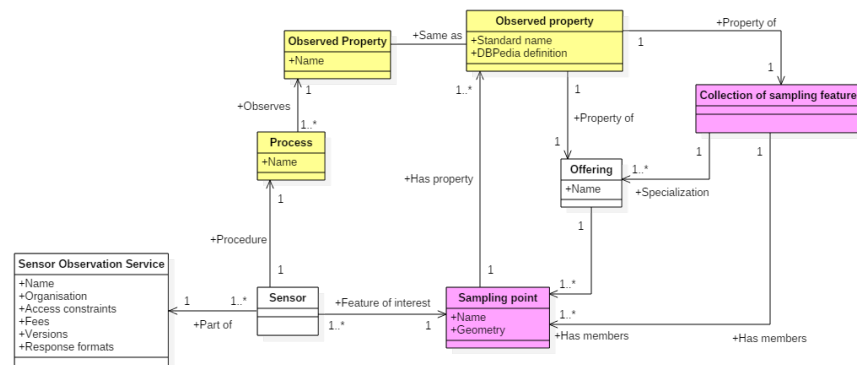 Observed property
+Standard name
+DBPedia definition
+Property of
1
1
Observed Property
+Name
+Same as
1
1..*
+Observes
Process
+Name
1
+Procedure
1
1..*
+Has property
1
1
+Property of
1
Collection of sampling feature
1
1
1..*
+Specialization
Offering
+Name
1
1..*
Sensor Observation Service
+Name
+Organisation
+Access constraints
+Fees
+Versions
+Response formats
1
1..*
+Part of
Sensor
+Feature of interest
1..*
1
Sampling point
+Name
+Geometry
1..*
+Has members
+Has members